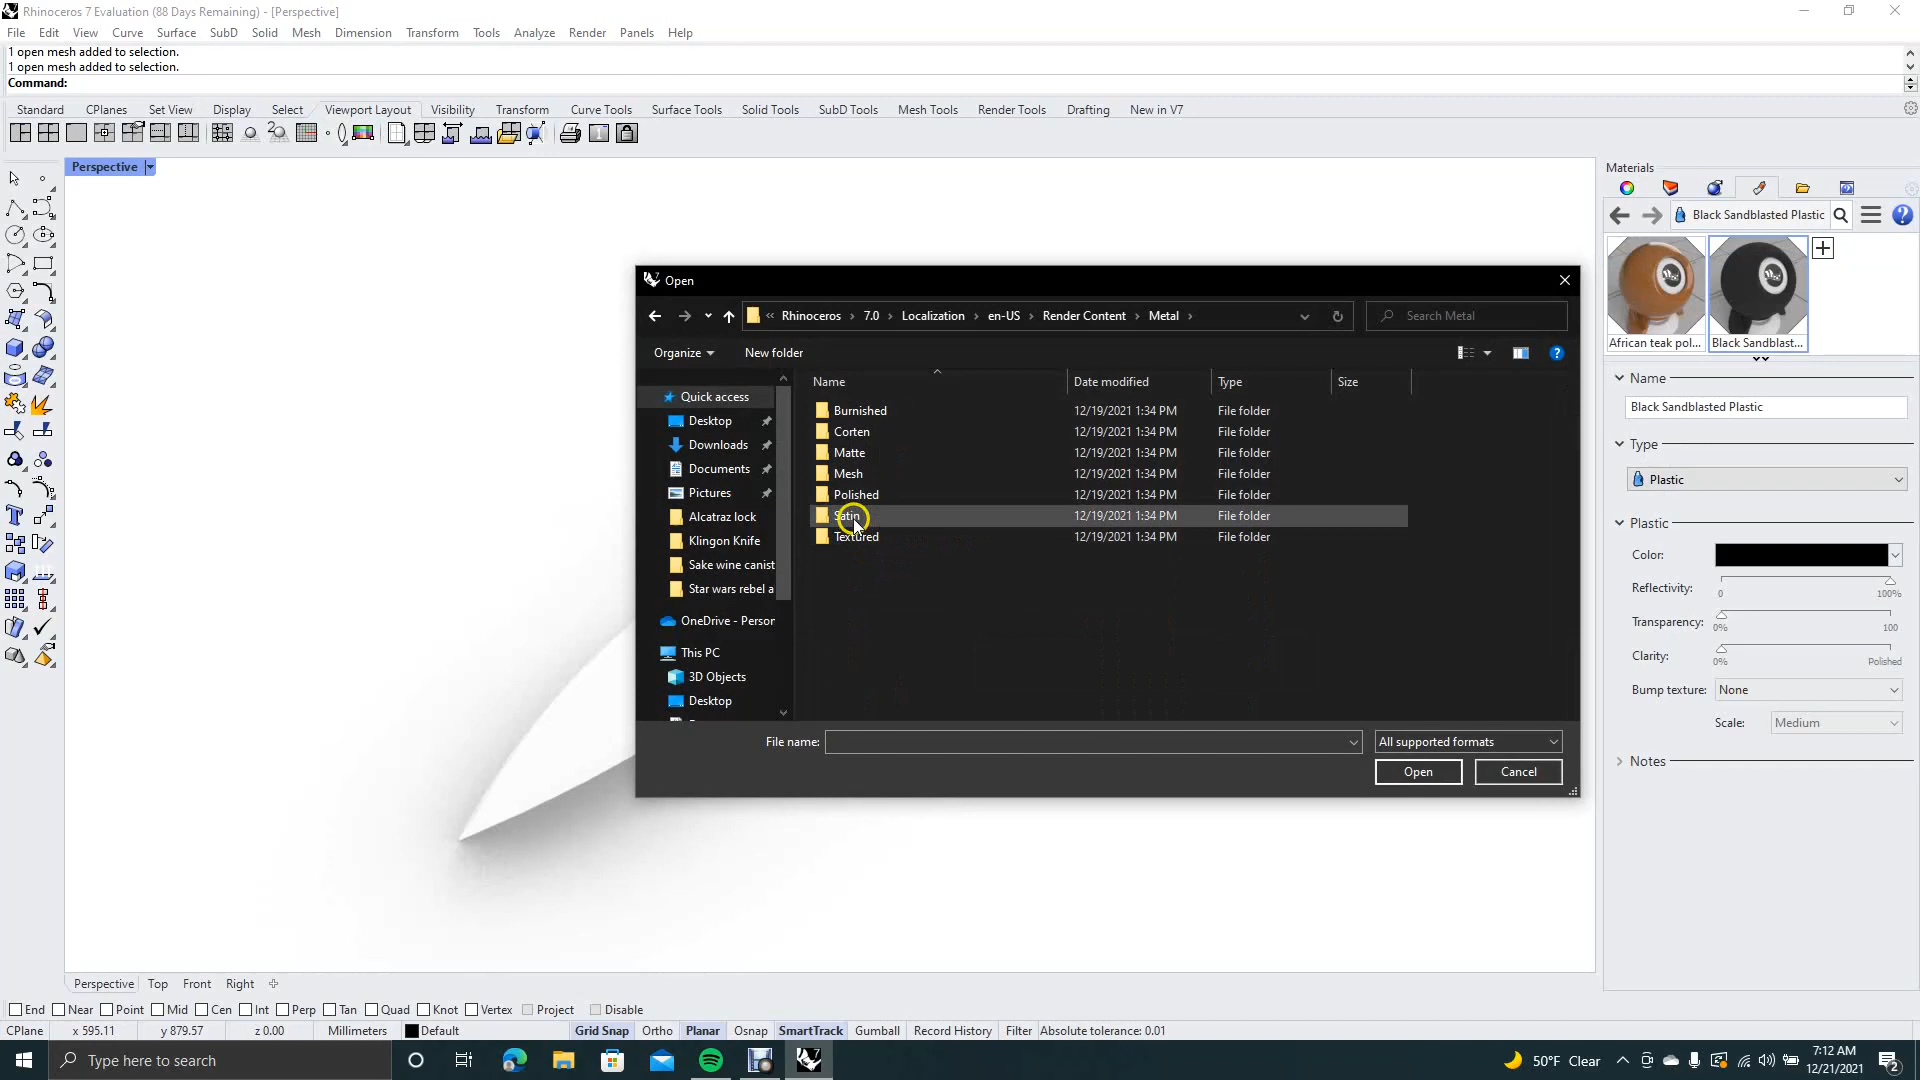 Rhinoceros 7 Evaluation (88 Days Remaining) - [Perspective]
File Edit View Curve Surface SubD Solid Mesh Dimension Transform Tools Analyze Render Panels Help
1 open mesh added to selection.
1 open mesh added to selection.
Command:
Standard CPlanes Set View Display Select Viewport Layout Visibility Transform Curve Tools Surface Tools Solid Tools SubD Tools Mesh Tools Render Tools Drafting New in V7
Perspective
Materials
Black Sandblasted Plastic
African teak pol...
Black Sandblast...
Name
Black Sandblasted Plastic
Type
Plastic
Plastic
Color:
Reflectivity:
0 100%
Transparency:
0% 100
Clarity:
0% Polished
Bump texture: None
Scale: Medium
Notes
Open
« Rhinoceros › 7.0 › Localization › en-US › Render Content › Metal ›
Search Metal
Organize New folder
Name Date modified Type Size
Quick access
Desktop
Downloads
Documents
Pictures
Alcatraz lock
Klingon Knife
Sake wine canist
Star wars rebel a
OneDrive - Person
This PC
3D Objects
Desktop
Burnished 12/19/2021 1:34 PM File folder
Corten 12/19/2021 1:34 PM File folder
Matte 12/19/2021 1:34 PM File folder
Mesh 12/19/2021 1:34 PM File folder
Polished 12/19/2021 1:34 PM File folder
Satin 12/19/2021 1:34 PM File folder
Textured 12/19/2021 1:34 PM File folder
File name:
All supported formats
Open Cancel
Perspective Top Front Right
End Near Point Mid Cen Int Perp Tan Quad Knot Vertex Project Disable
CPlane x 595.11 y 879.57 z 0.00 Millimeters Default Grid Snap Ortho Planar Osnap SmartTrack Gumball Record History Filter Absolute tolerance: 0.01
Type here to search
50°F Clear
7:12 AM
12/21/2021
2